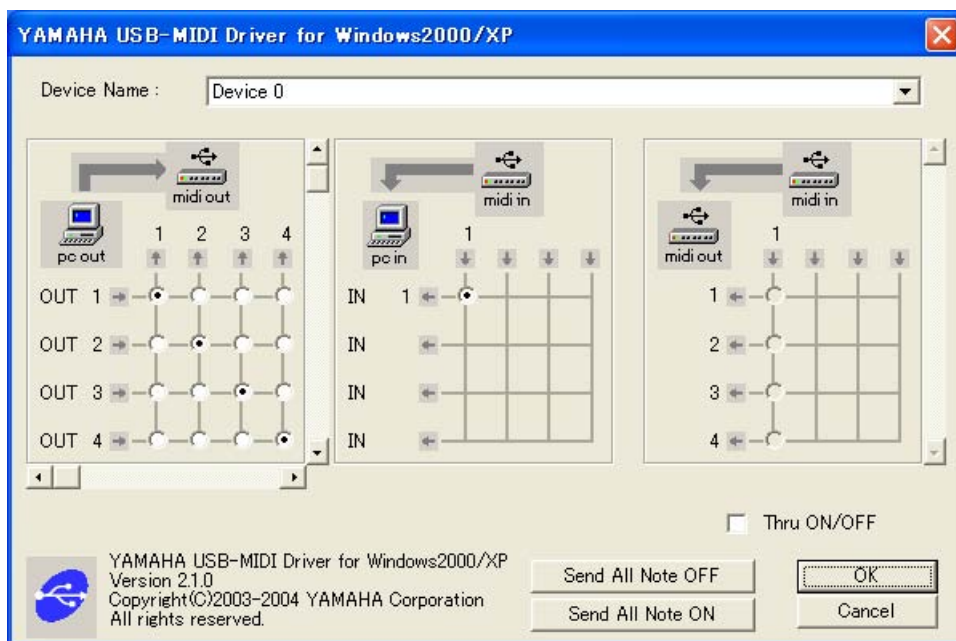 YAMAHA USB-MIDI Driver for Windows2000/XP
Device Name :
Device 0
midi out
pc out
1 2 3 4
OUT 1
OUT 2
OUT 3
OUT 4
midi in
pc in
1
IN 1
IN
IN
IN
midi in
midi out
1
1
2
3
4
Thru ON/OFF
YAMAHA USB-MIDI Driver for Windows2000/XP
Version 2.1.0
Copyright(C)2003-2004 YAMAHA Corporation
All rights reserved.
Send All Note OFF
Send All Note ON
OK
Cancel